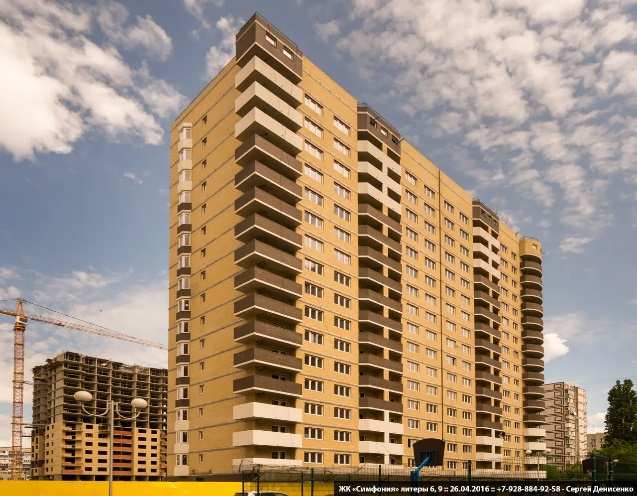 ЖК «Симфония» литеры 6, 9 :: 26.04.2016 :: +7-928-884-92-58 - Сергей Денисенко